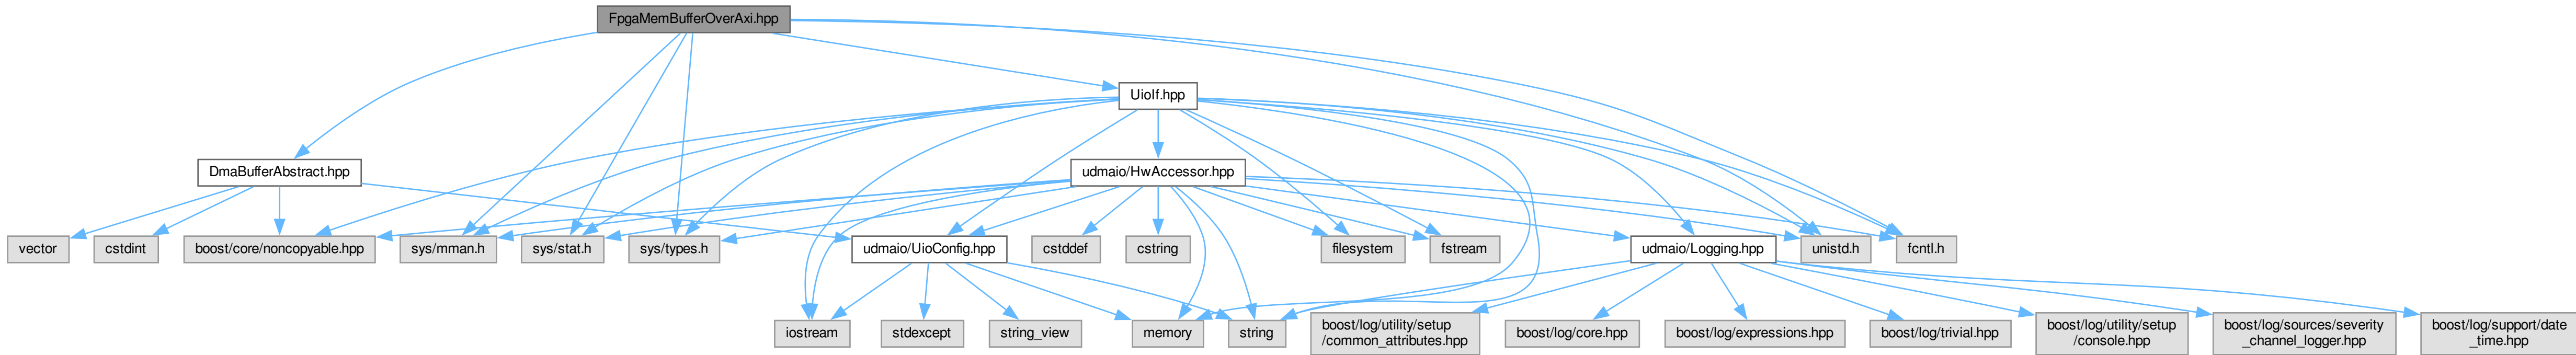 FpgaMemBufferOverAxi.hpp
UioIf.hpp
DmaBufferAbstract.hpp
udmaio/HwAccessor.hpp
vector
cstdint
boost/core/noncopyable.hpp
sys/mman.h
sys/stat.h
sys/types.h
udmaio/UioConfig.hpp
cstddef
cstring
filesystem
fstream
udmaio/Logging.hpp
unistd.h
fcntl.h
iostream
stdexcept
string_view
memory
string
boost/log/utility/setup
/common_attributes.hpp
boost/log/core.hpp
boost/log/expressions.hpp
boost/log/trivial.hpp
boost/log/utility/setup
/console.hpp
boost/log/sources/severity
_channel_logger.hpp
boost/log/support/date
_time.hpp